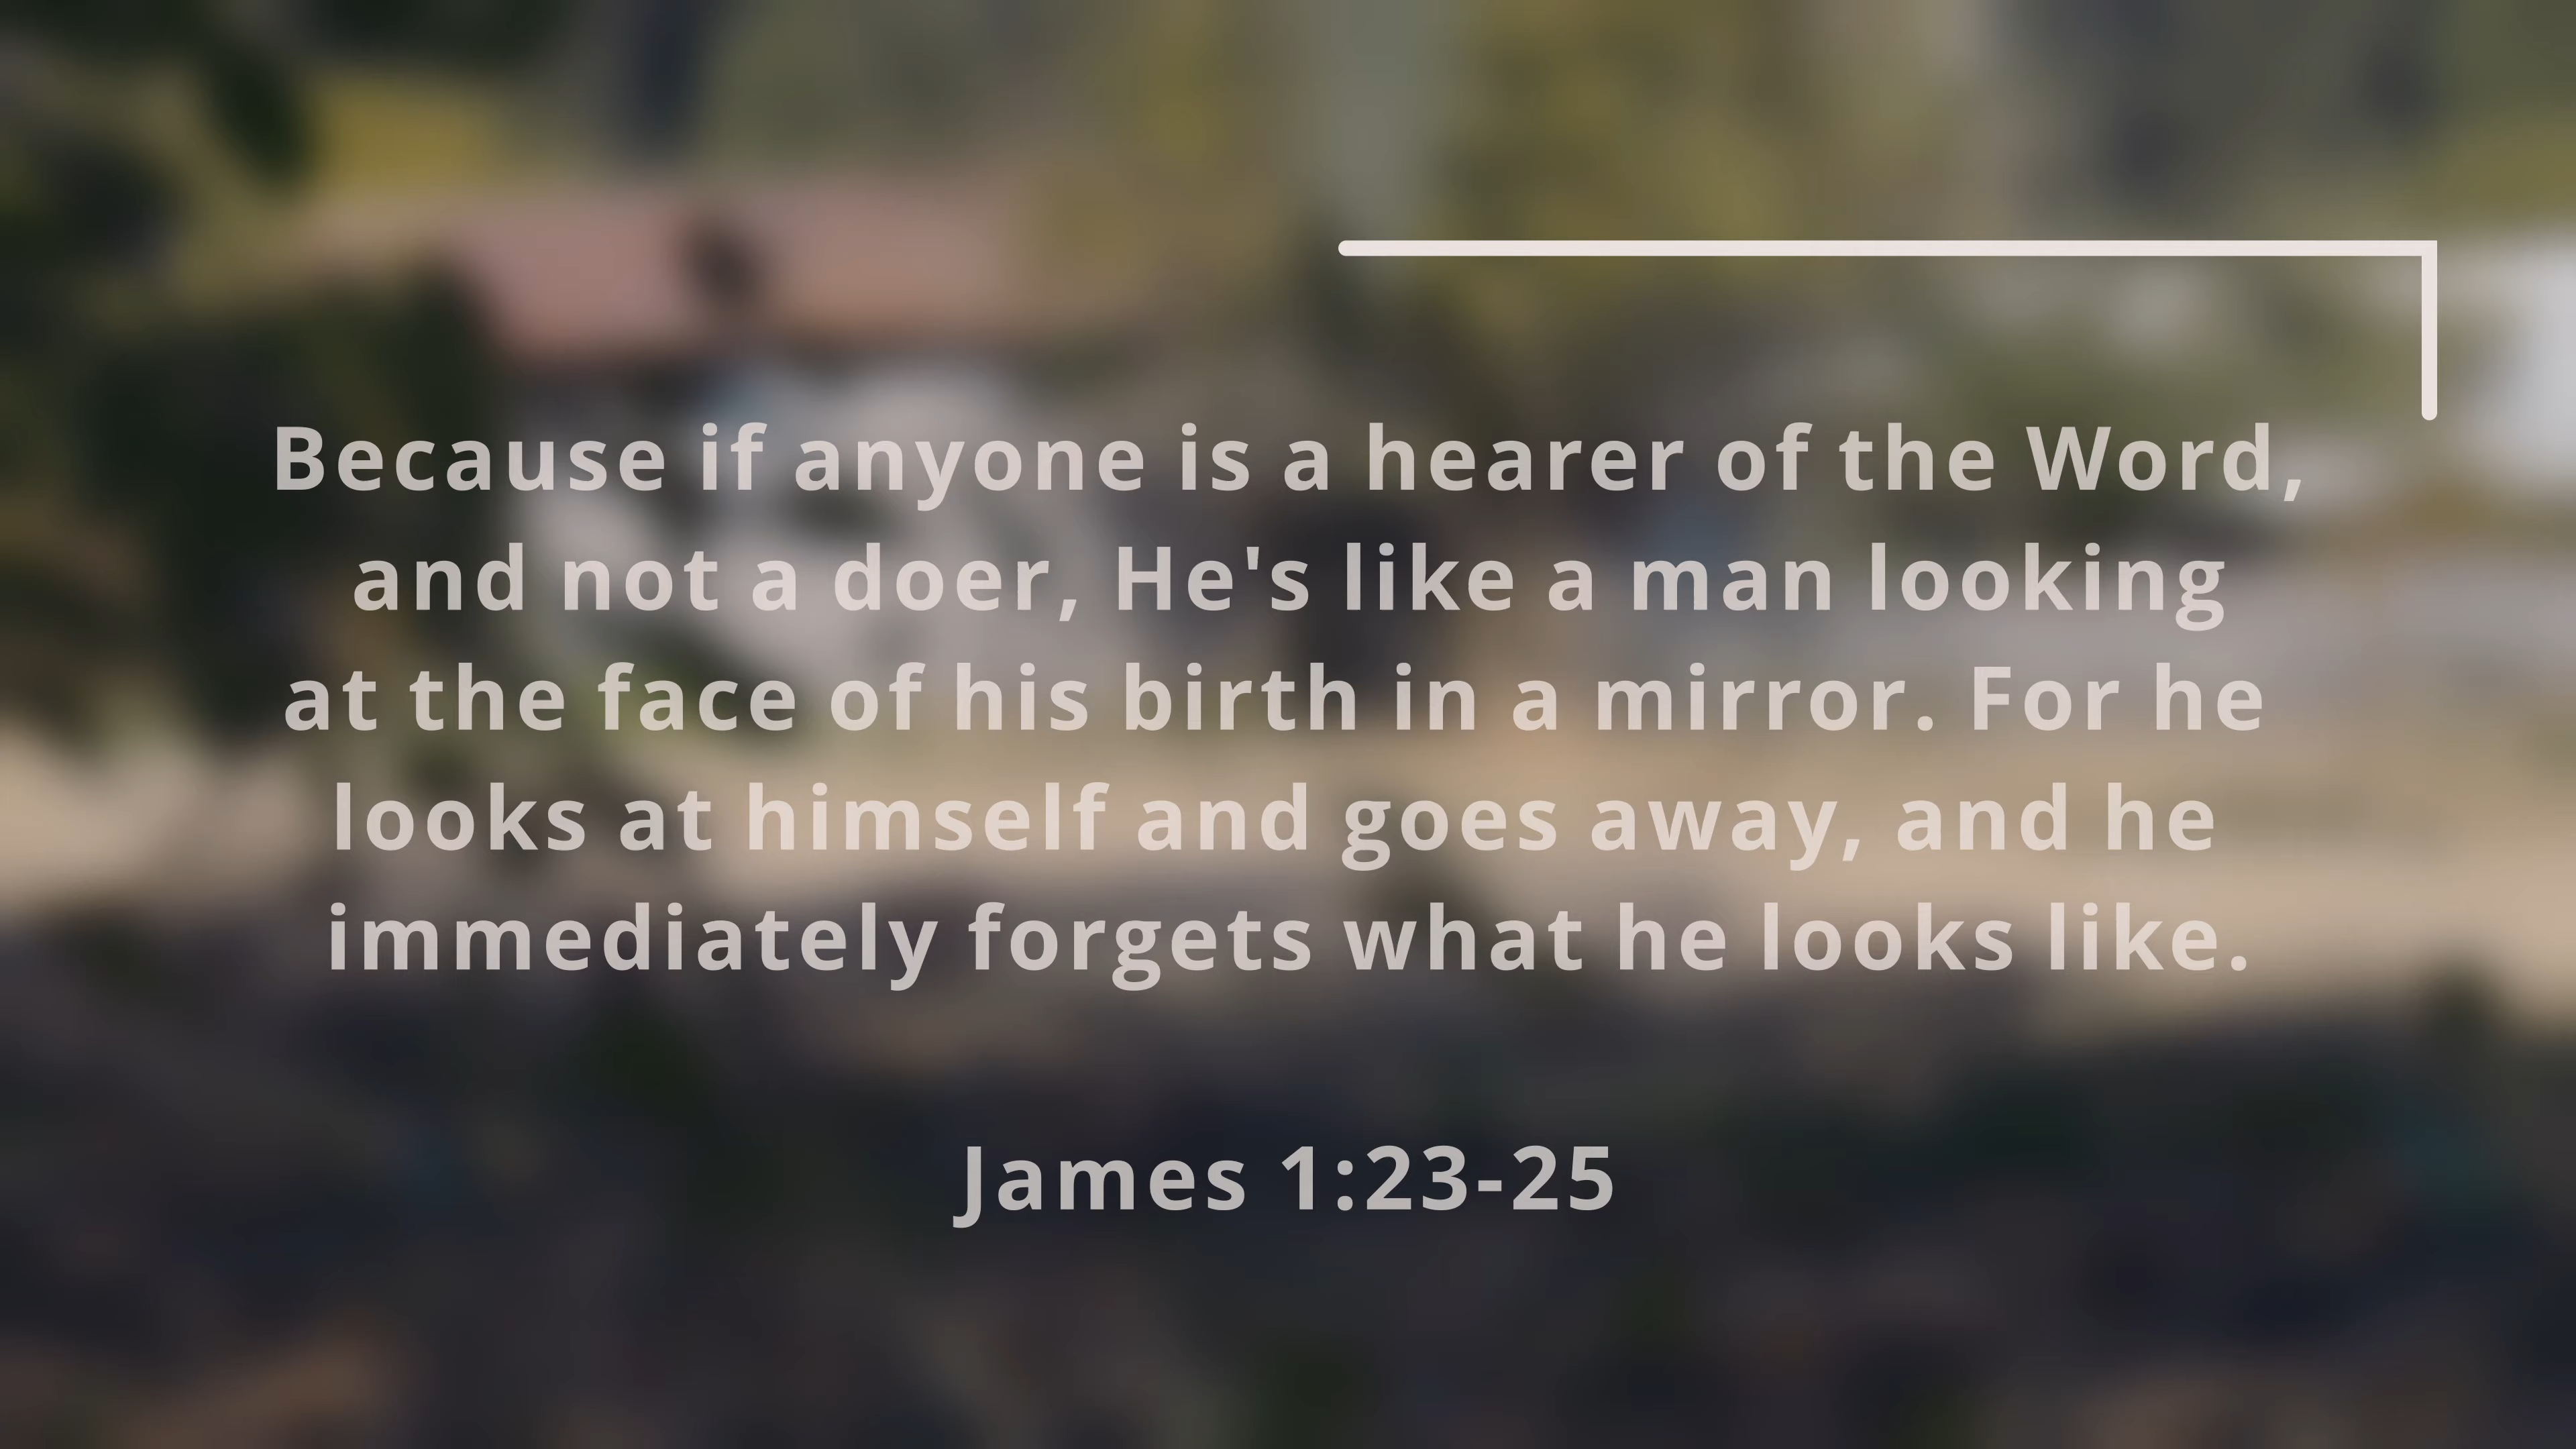 Because if anyone is a hearer of the Word,
and not a doer, He's like a man looking
at the face of his birth in a mirror. For he
looks at himself and goes away, and he
immediately forgets what he looks like.
James 1:23-25